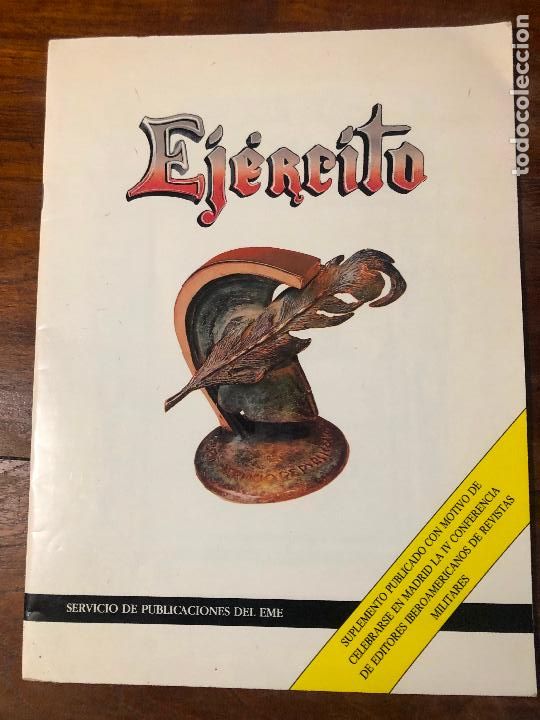 Ejército
SERVICIO DE PUBLICACIONES DEL EME
SUPLEMENTO PUBLICADO CON MOTIVO DE
CELEBRARSE EN MADRID LA IV CONFERENCIA
DE EDITORES IBEROAMERICANOS DE REVISTAS
MILITARES
todocoleccion